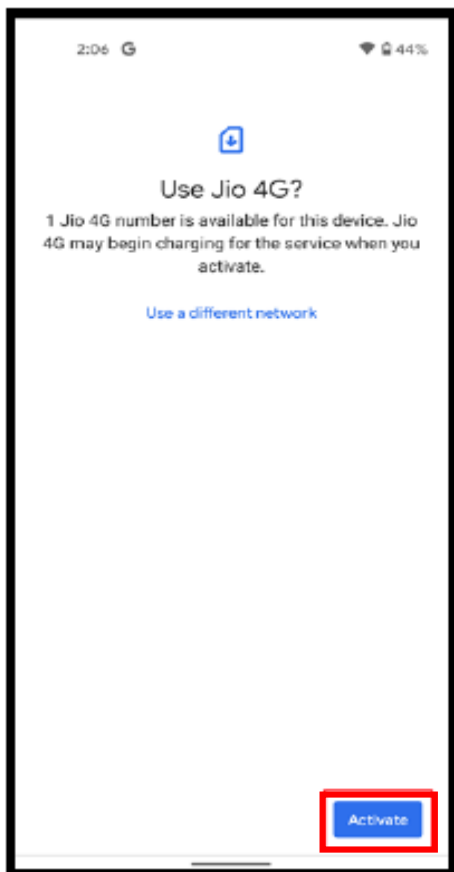 2:06 G 44%
Use Jio 4G?
1 Jio 4G number is available for this device. Jio
4G may begin charging for the service when you
activate.
Use a different network
Activate